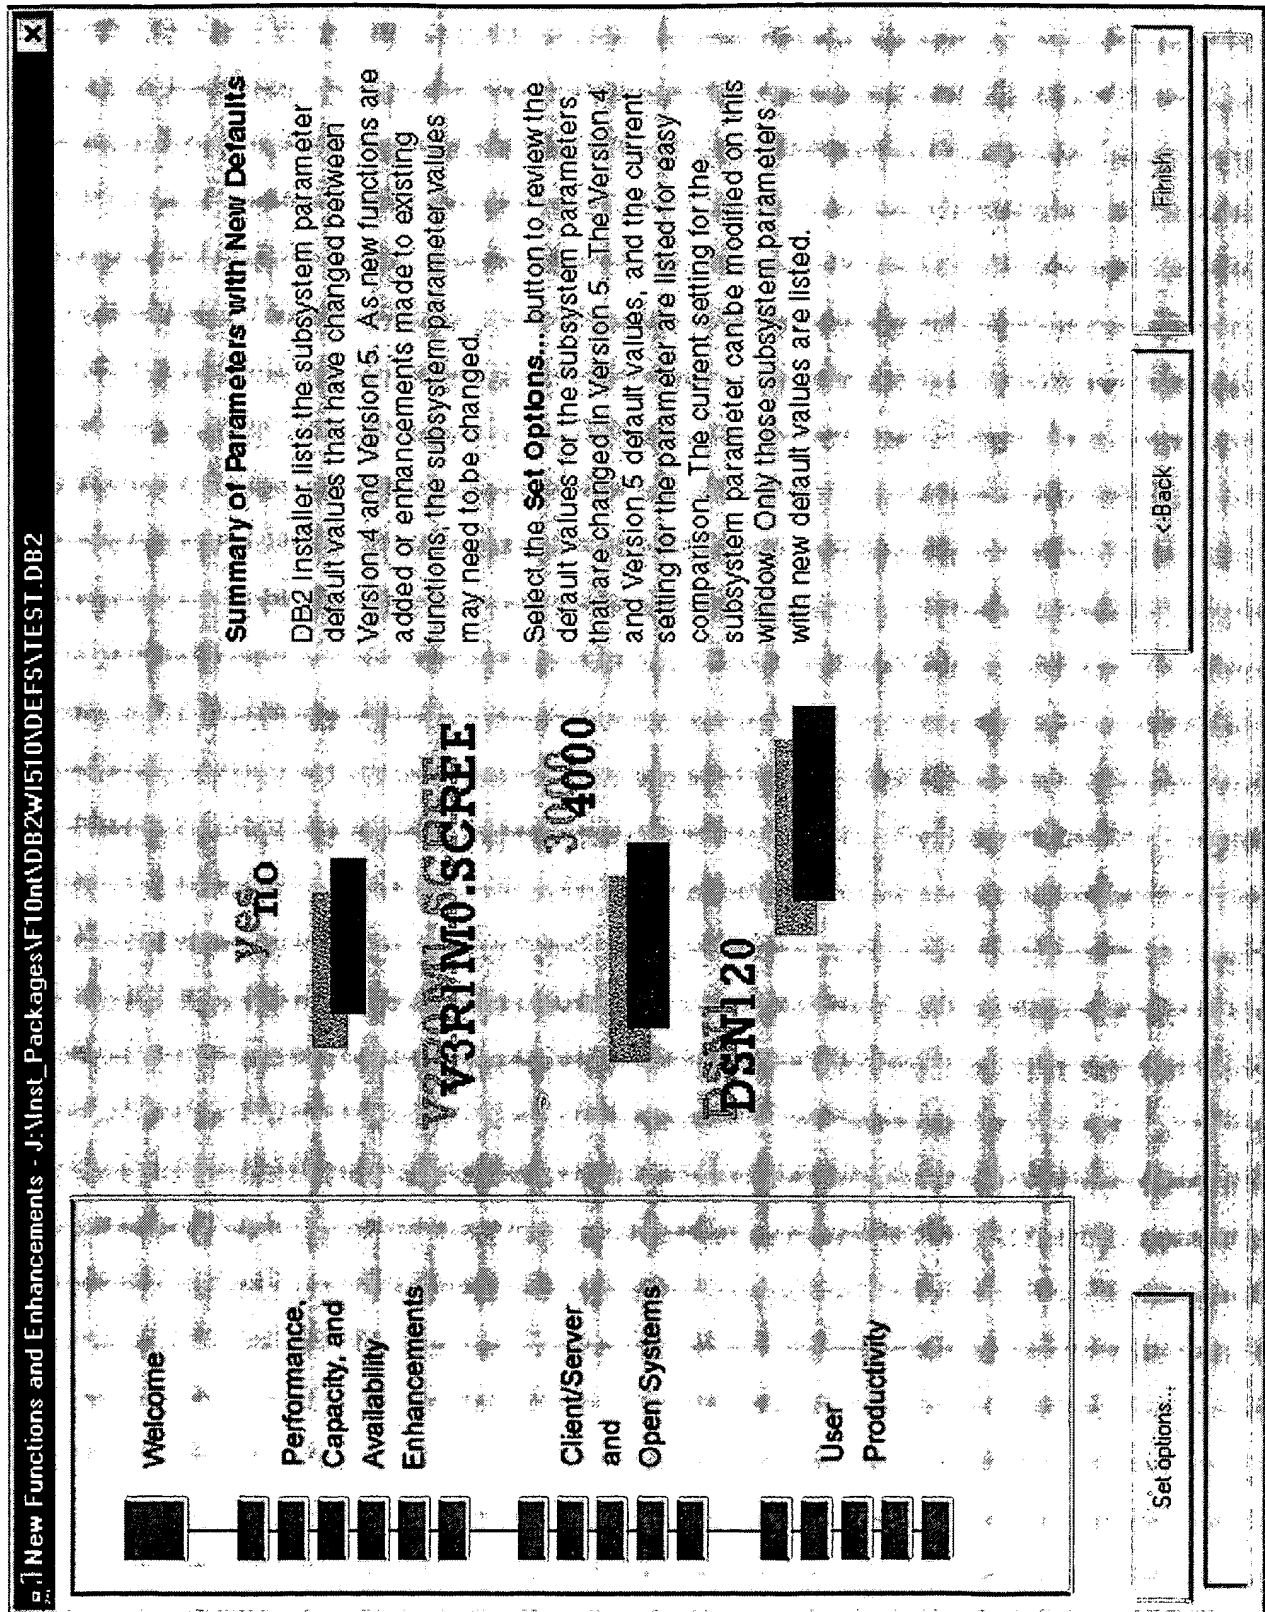 New Functions and Enhancements - J:\Inst_Packages\F10nt\DB2WI510\DEFS\TEST.DB2
Welcome
Performance,
Capacity, and
Availability
Enhancements
Client/Server
and
Open Systems
User
Productivity
yes
no
V3R1M0.SCREE
3000
4000
DSN120
Summary of Parameters with New Defaults
DB2 Installer lists the subsystem parameter
default values that have changed between
Version 4 and Version 5. As new functions are
added or enhancements made to existing
functions, the subsystem parameter values
may need to be changed.
Select the Set Options... button to review the
default values for the subsystem parameters
that are changed in Version 5. The Version 4
and Version 5 default values, and the current
setting for the parameter are listed for easy
comparison. The current setting for the
subsystem parameter can be modified on this
window. Only those subsystem parameters
with new default values are listed.
Set options...
< Back
Finish